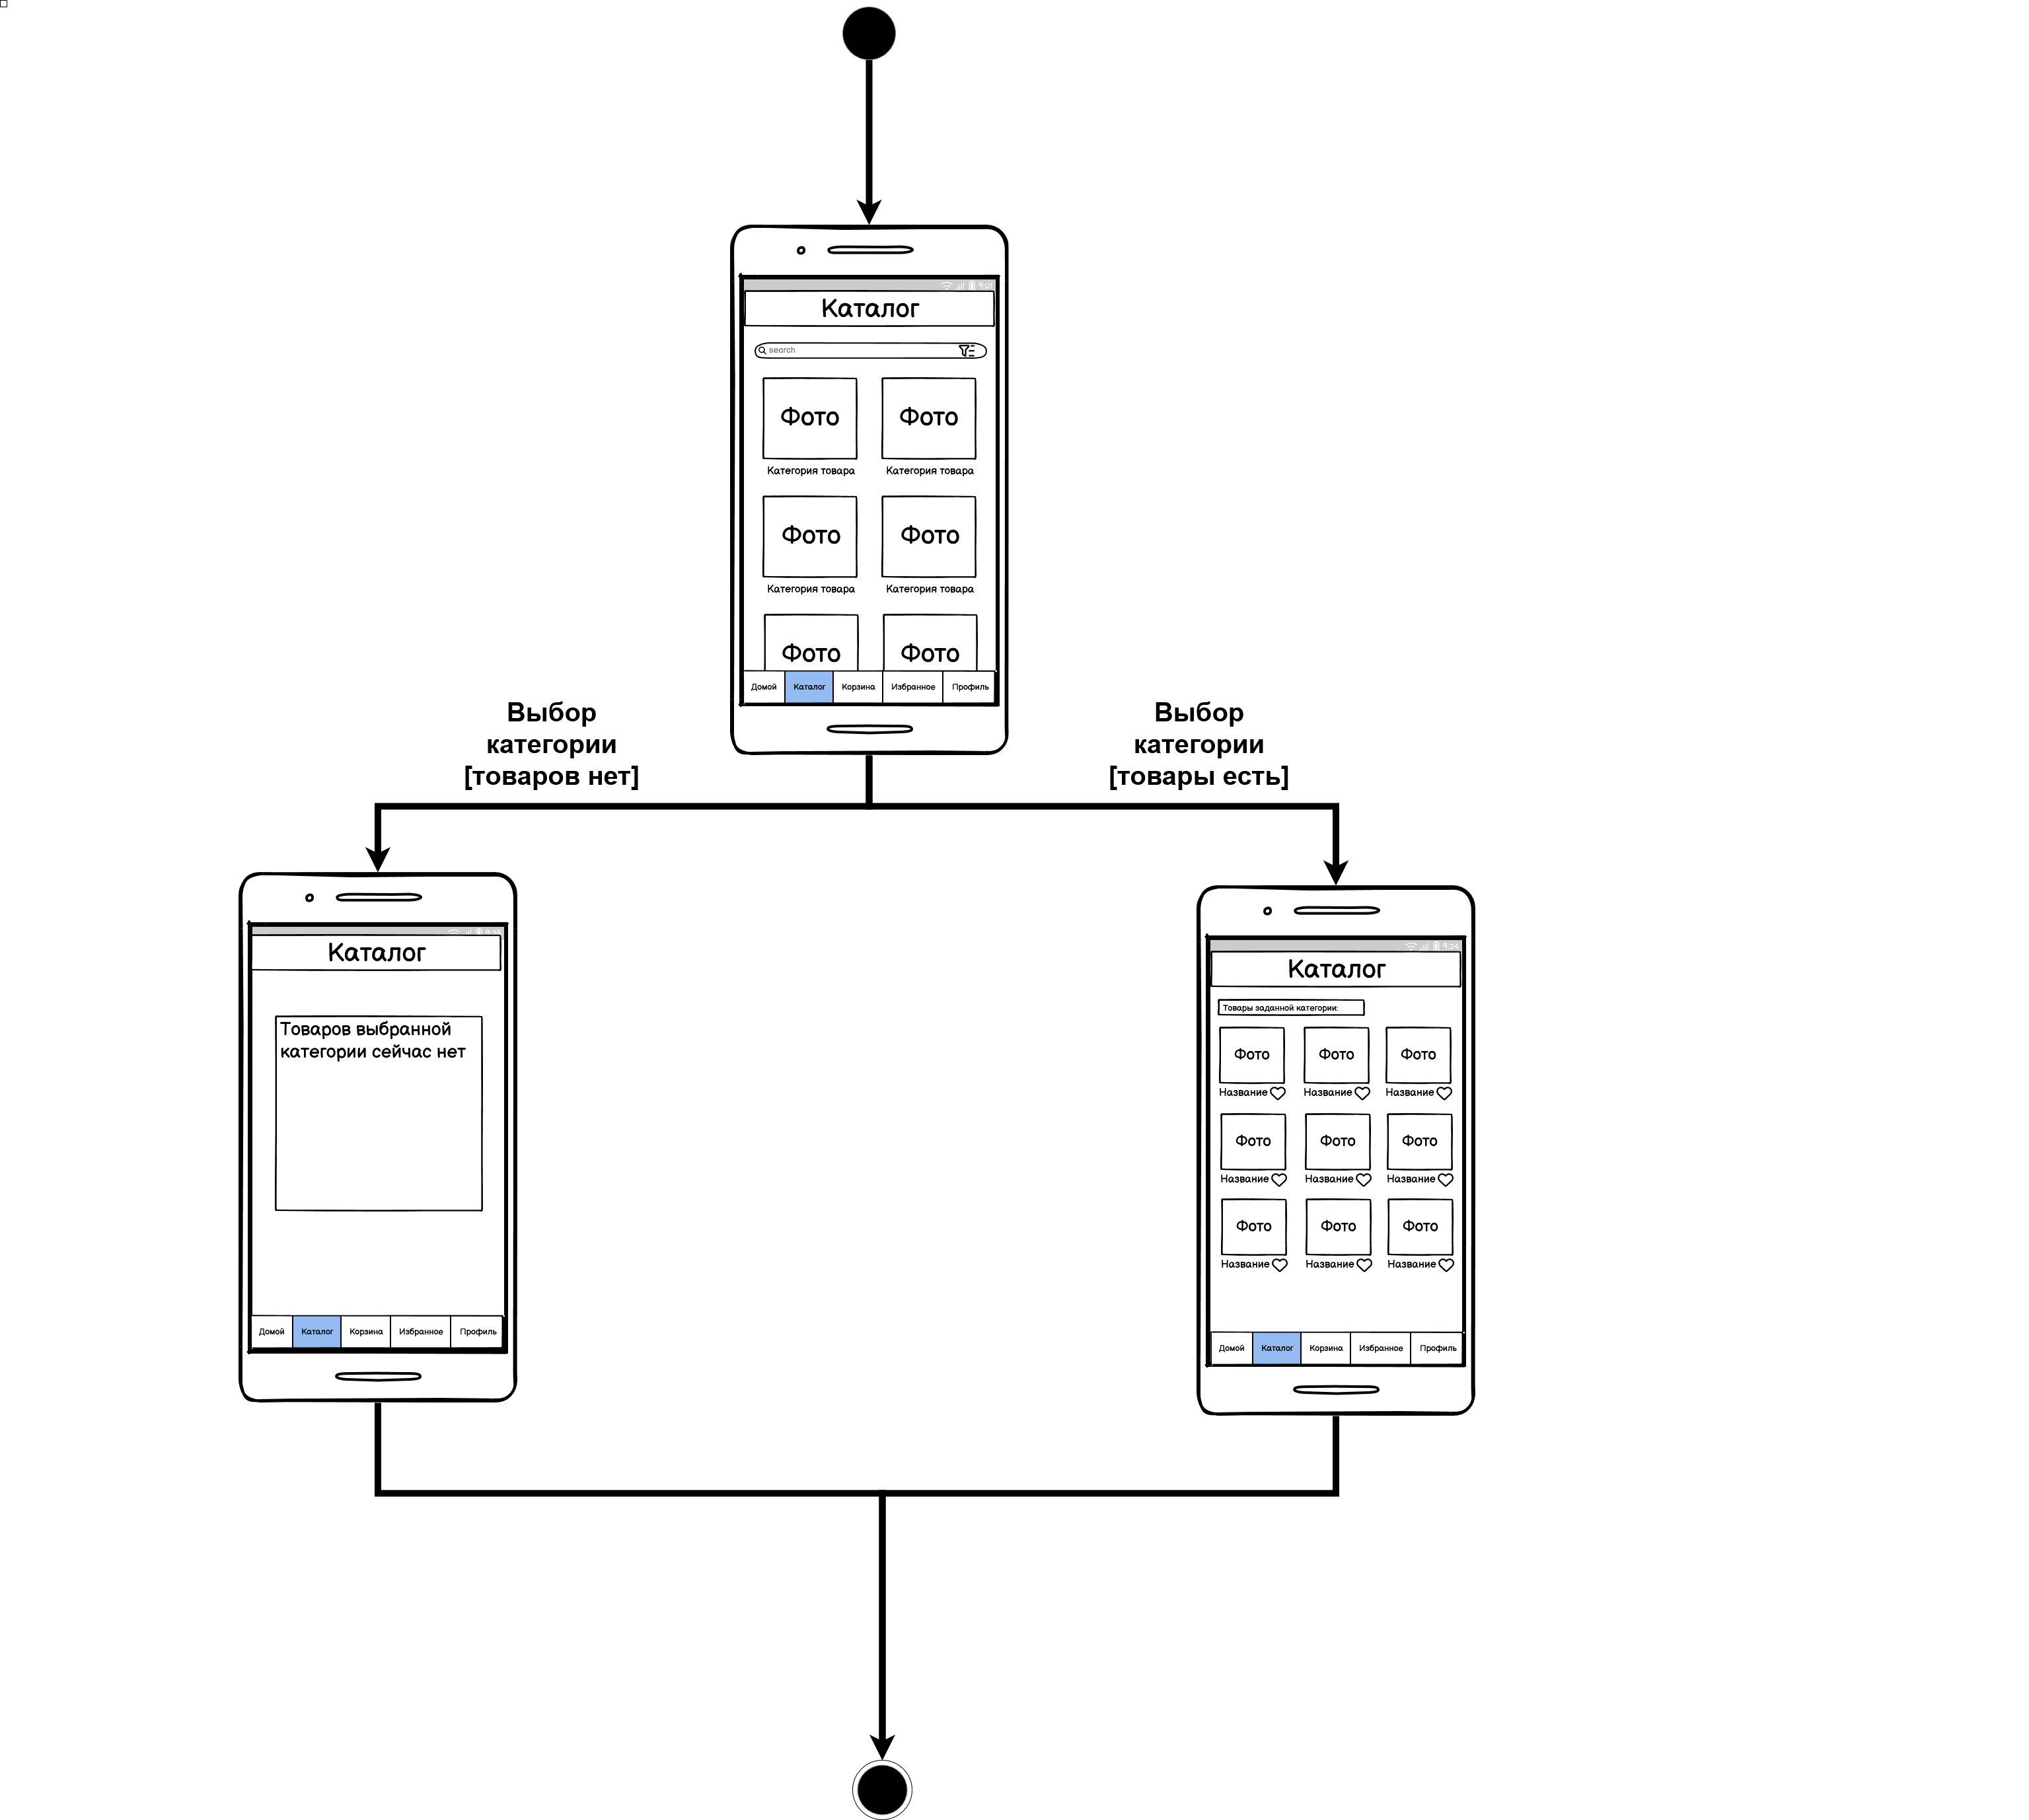 Каталог
search
Фото Фото
Категория товара Категория товара
Фото Фото
Категория товара Категория товара
Фото Фото
Домой Каталог Корзина Избранное Профиль
Выбор
категории
[товаров нет]
Выбор
категории
[товары есть]
Каталог
Товаров выбранной
категории сейчас нет
Домой Каталог Корзина Избранное Профиль
Каталог
Товары заданной категории:
Фото Фото Фото
Название Название Название
Фото Фото Фото
Название Название Название
Фото Фото Фото
Название Название Название
Домой Каталог Корзина Избранное Профиль